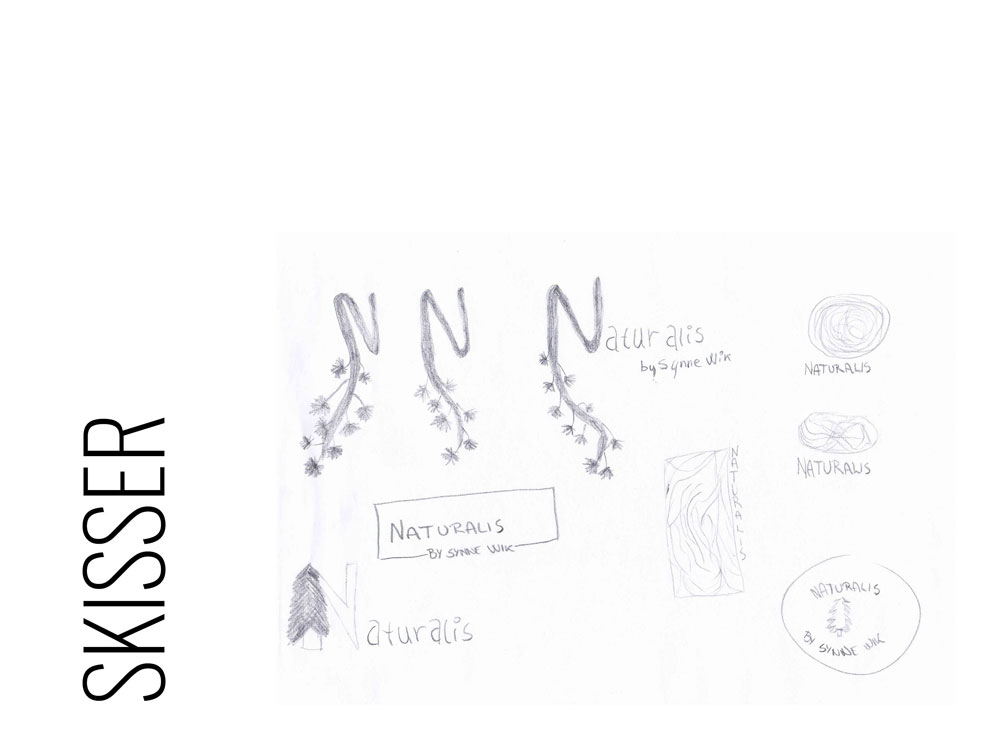 SKISSER
N
N
Naturalis
by Synne Wik
NATURALIS
NATURALIS
NATURALIS
NATURALIS
BY SYNNE WIK
Naturalis
NATURALIS
BY SYNNE WIK